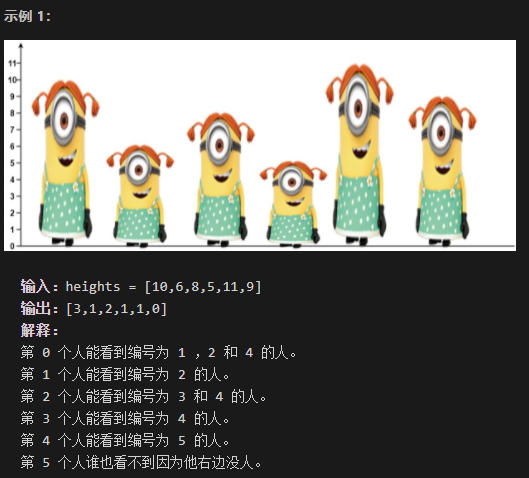 示例 1：
11
10
9
8
7
6
5
4
3
2
1
0
输入：heights = [10,6,8,5,11,9]
输出：[3,1,2,1,1,0]
解释：
第 0 个人能看到编号为 1 ，2 和 4 的人。
第 1 个人能看到编号为 2 的人。
第 2 个人能看到编号为 3 和 4 的人。
第 3 个人能看到编号为 4 的人。
第 4 个人能看到编号为 5 的人。
第 5 个人谁也看不到因为他右边没人。